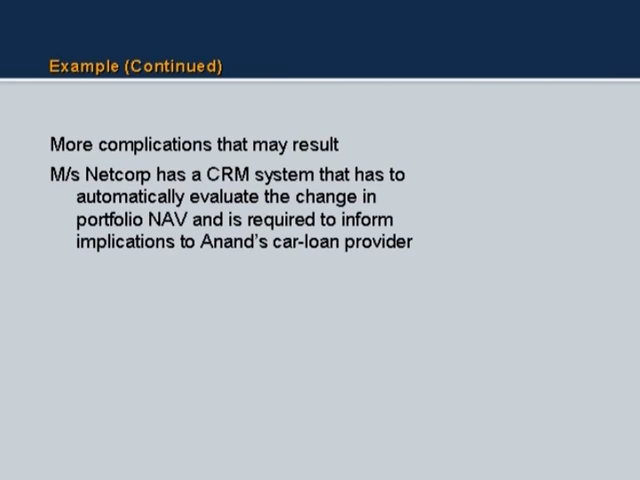 Example (Continued)
More complications that may result
M/s Netcorp has a CRM system that has to
automatically evaluate the change in
portfolio NAV and is required to inform
implications to Anand's car-loan provider